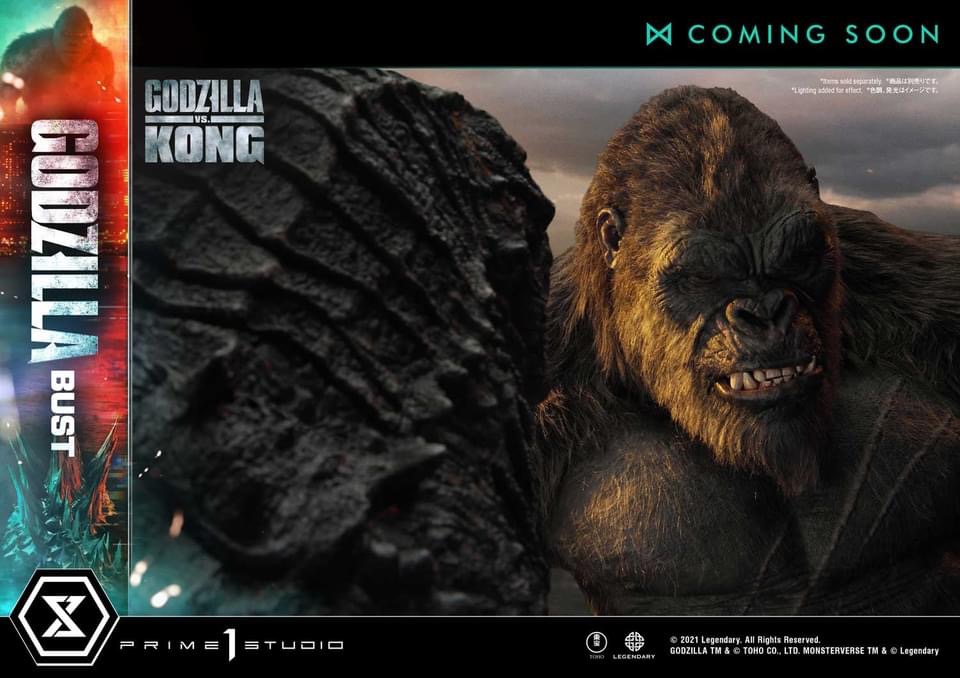 COMING SOON
*Items sold separately. *商品は別売りです。
*Lighting added for effect. *色調、発光はイメージです。
GODZILLA
VS.
KONG
GODZILLA BUST
PRIME 1 STUDIO
東宝
TOHO
LEGENDARY
© 2021 Legendary. All Rights Reserved.
GODZILLA TM & © TOHO CO., LTD. MONSTERVERSE TM & © Legendary